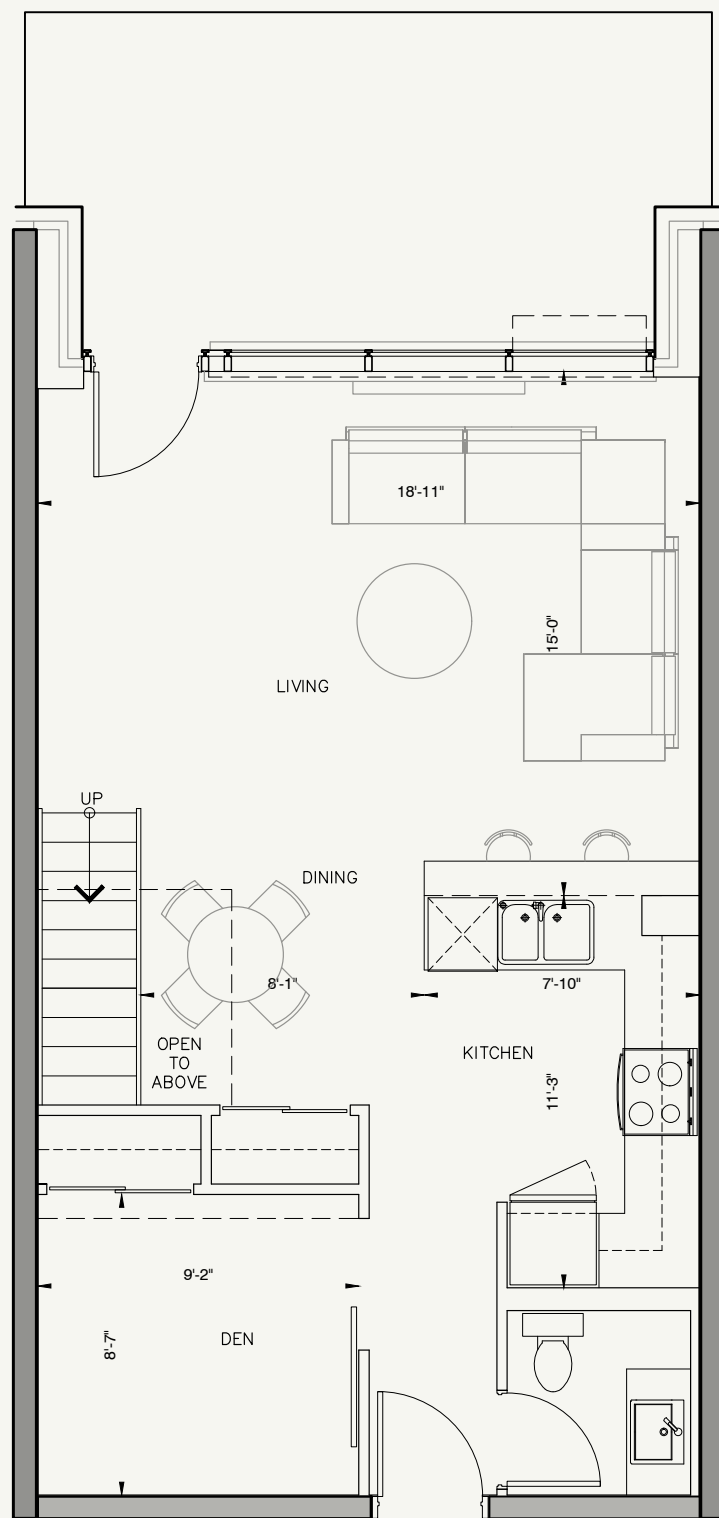 18'-11"
15'-0"
LIVING
UP
DINING
8'-1"
7'-10"
OPEN
TO
ABOVE
KITCHEN
11'-3"
9'-2"
8'-7"
DEN